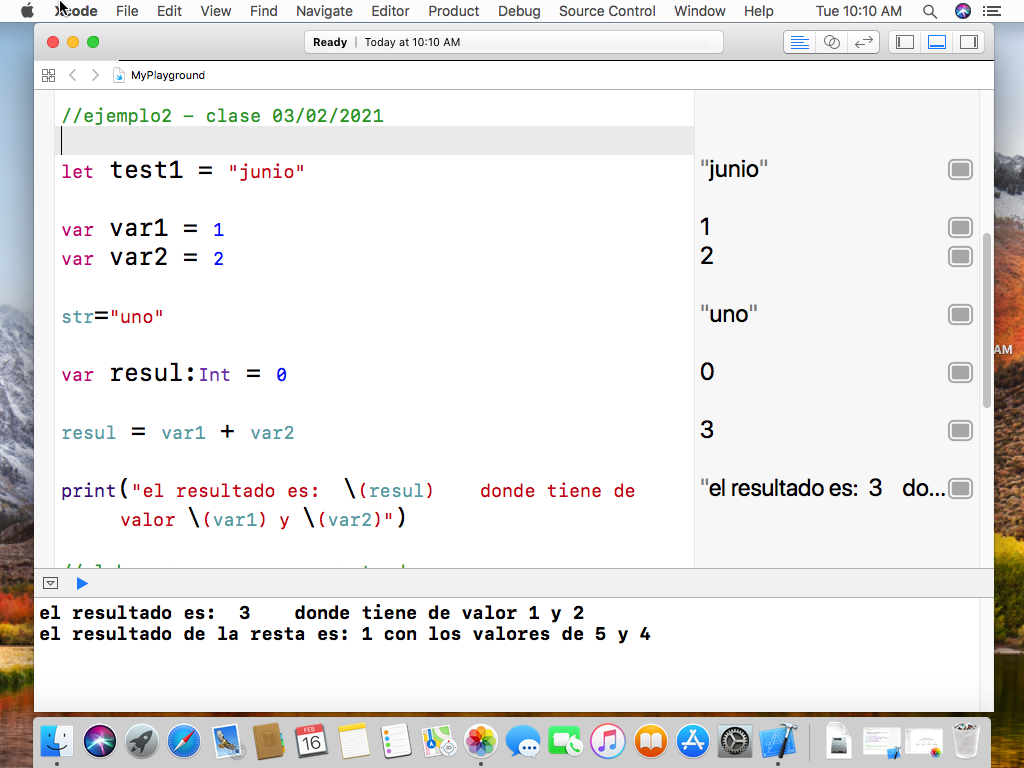 Xcode File Edit View Find Navigate Editor Product Debug Source Control Window Help Tue 10:10 AM
Ready | Today at 10:10 AM
MyPlayground
//ejemplo2 - clase 03/02/2021
let test1 = "junio" "junio"
var var1 = 1 1
var var2 = 2 2
str="uno" "uno"
AM
var resul:Int = 0 0
resul = var1 + var2 3
print("el resultado es:  \(resul)    donde tiene de "el resultado es:  3   do...
valor \(var1) y \(var2)")
el resultado es:  3    donde tiene de valor 1 y 2
el resultado de la resta es: 1 con los valores de 5 y 4
FEB
16